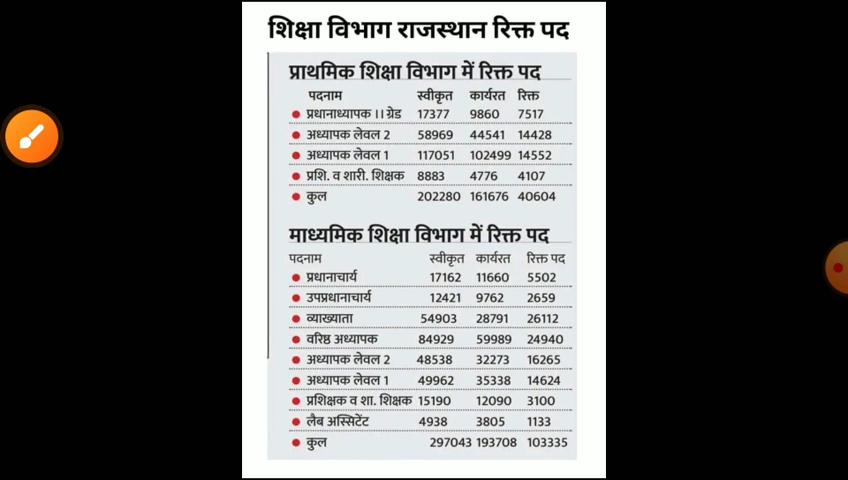 शिक्षा विभाग राजस्थान रिक्त पद
प्राथमिक शिक्षा विभाग में रिक्त पद
पदनाम स्वीकृत कार्यरत रिक्त
प्रधानाध्यापक ।। ग्रेड 17377 9860 7517
अध्यापक लेवल 2 58969 44541 14428
अध्यापक लेवल 1 117051 102499 14552
प्रशि. व शारी. शिक्षक 8883 4776 4107
कुल 202280 161676 40604
माध्यमिक शिक्षा विभाग में रिक्त पद
पदनाम स्वीकृत कार्यरत रिक्त पद
प्रधानाचार्य 17162 11660 5502
उपप्रधानाचार्य 12421 9762 2659
व्याख्याता 54903 28791 26112
वरिष्ठ अध्यापक 84929 59989 24940
अध्यापक लेवल 2 48538 32273 16265
अध्यापक लेवल 1 49962 35338 14624
प्रशिक्षक व शा. शिक्षक 15190 12090 3100
लैब अस्सिटेंट 4938 3805 1133
कुल 297043 193708 103335